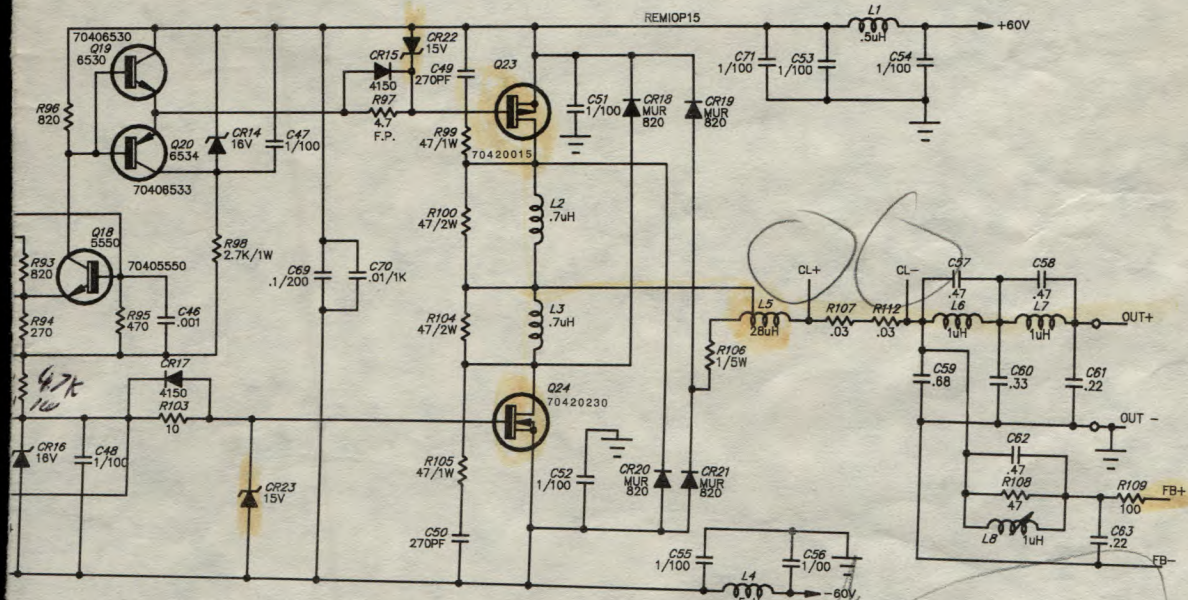 70406530
Q19
6530
R96
820
Q20
6534
70406533
CR14
16V
C47
1/100
Q18
5550
70405550
R93
820
R94
270
R95
470
C46
.001
R98
2.7K/1W
4.7K
CR17
4150
R103
10
CR16
16V
C48
1/100
CR23
15V
C69
.1/200
C70
.01/1K
CR22
15V
CR15
4150
R97
4.7
F.P.
C49
270PF
Q23
70420015
R99
47/1W
R100
47/2W
R104
47/2W
R105
47/1W
C50
270PF
L2
.7uH
L3
.7uH
Q24
70420230
REMIOP15
C51
1/100
CR18
MUR
820
CR19
MUR
820
C52
1/100
CR20
MUR
820
CR21
MUR
820
C71
1/100
C53
1/100
L1
.5uH
C54
1/100
+60V
R106
1/5W
L5
28uH
CL+
R107
.03
R112
.03
CL-
C57
.47
L6
1uH
C58
.47
L7
1uH
OUT+
C59
.68
C60
.33
C61
.22
OUT -
C62
.47
R108
47
L8
1uH
R109
100
FB+
C63
.22
FB-
C55
1/100
L4
C56
1/00
-60V